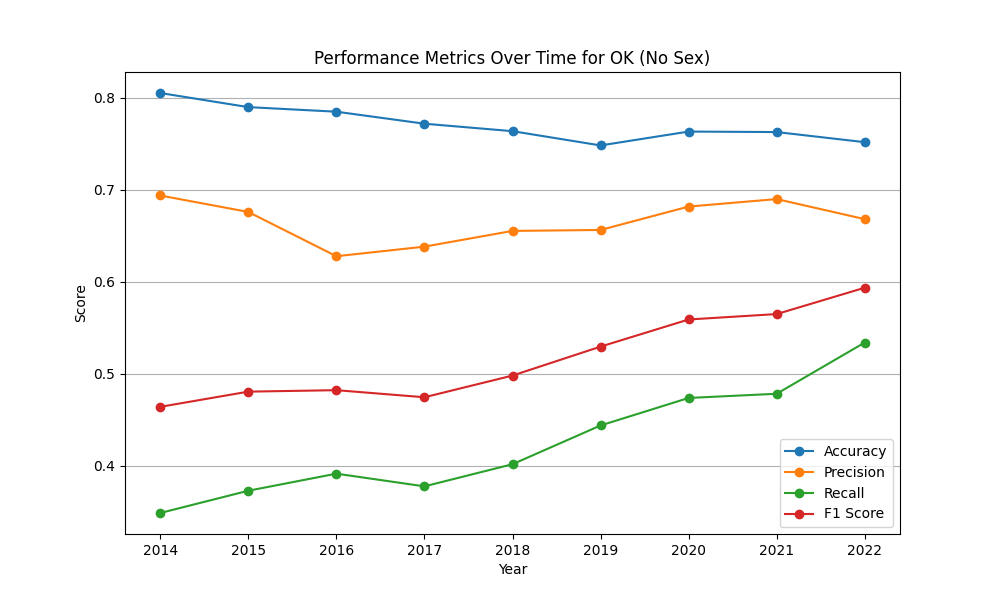 Performance Metrics Over Time for OK (No Sex)
Score
0.8
0.7
0.6
0.5
0.4
Accuracy
Precision
Recall
F1 Score
2014 2015 2016 2017 2018 2019 2020 2021 2022
Year